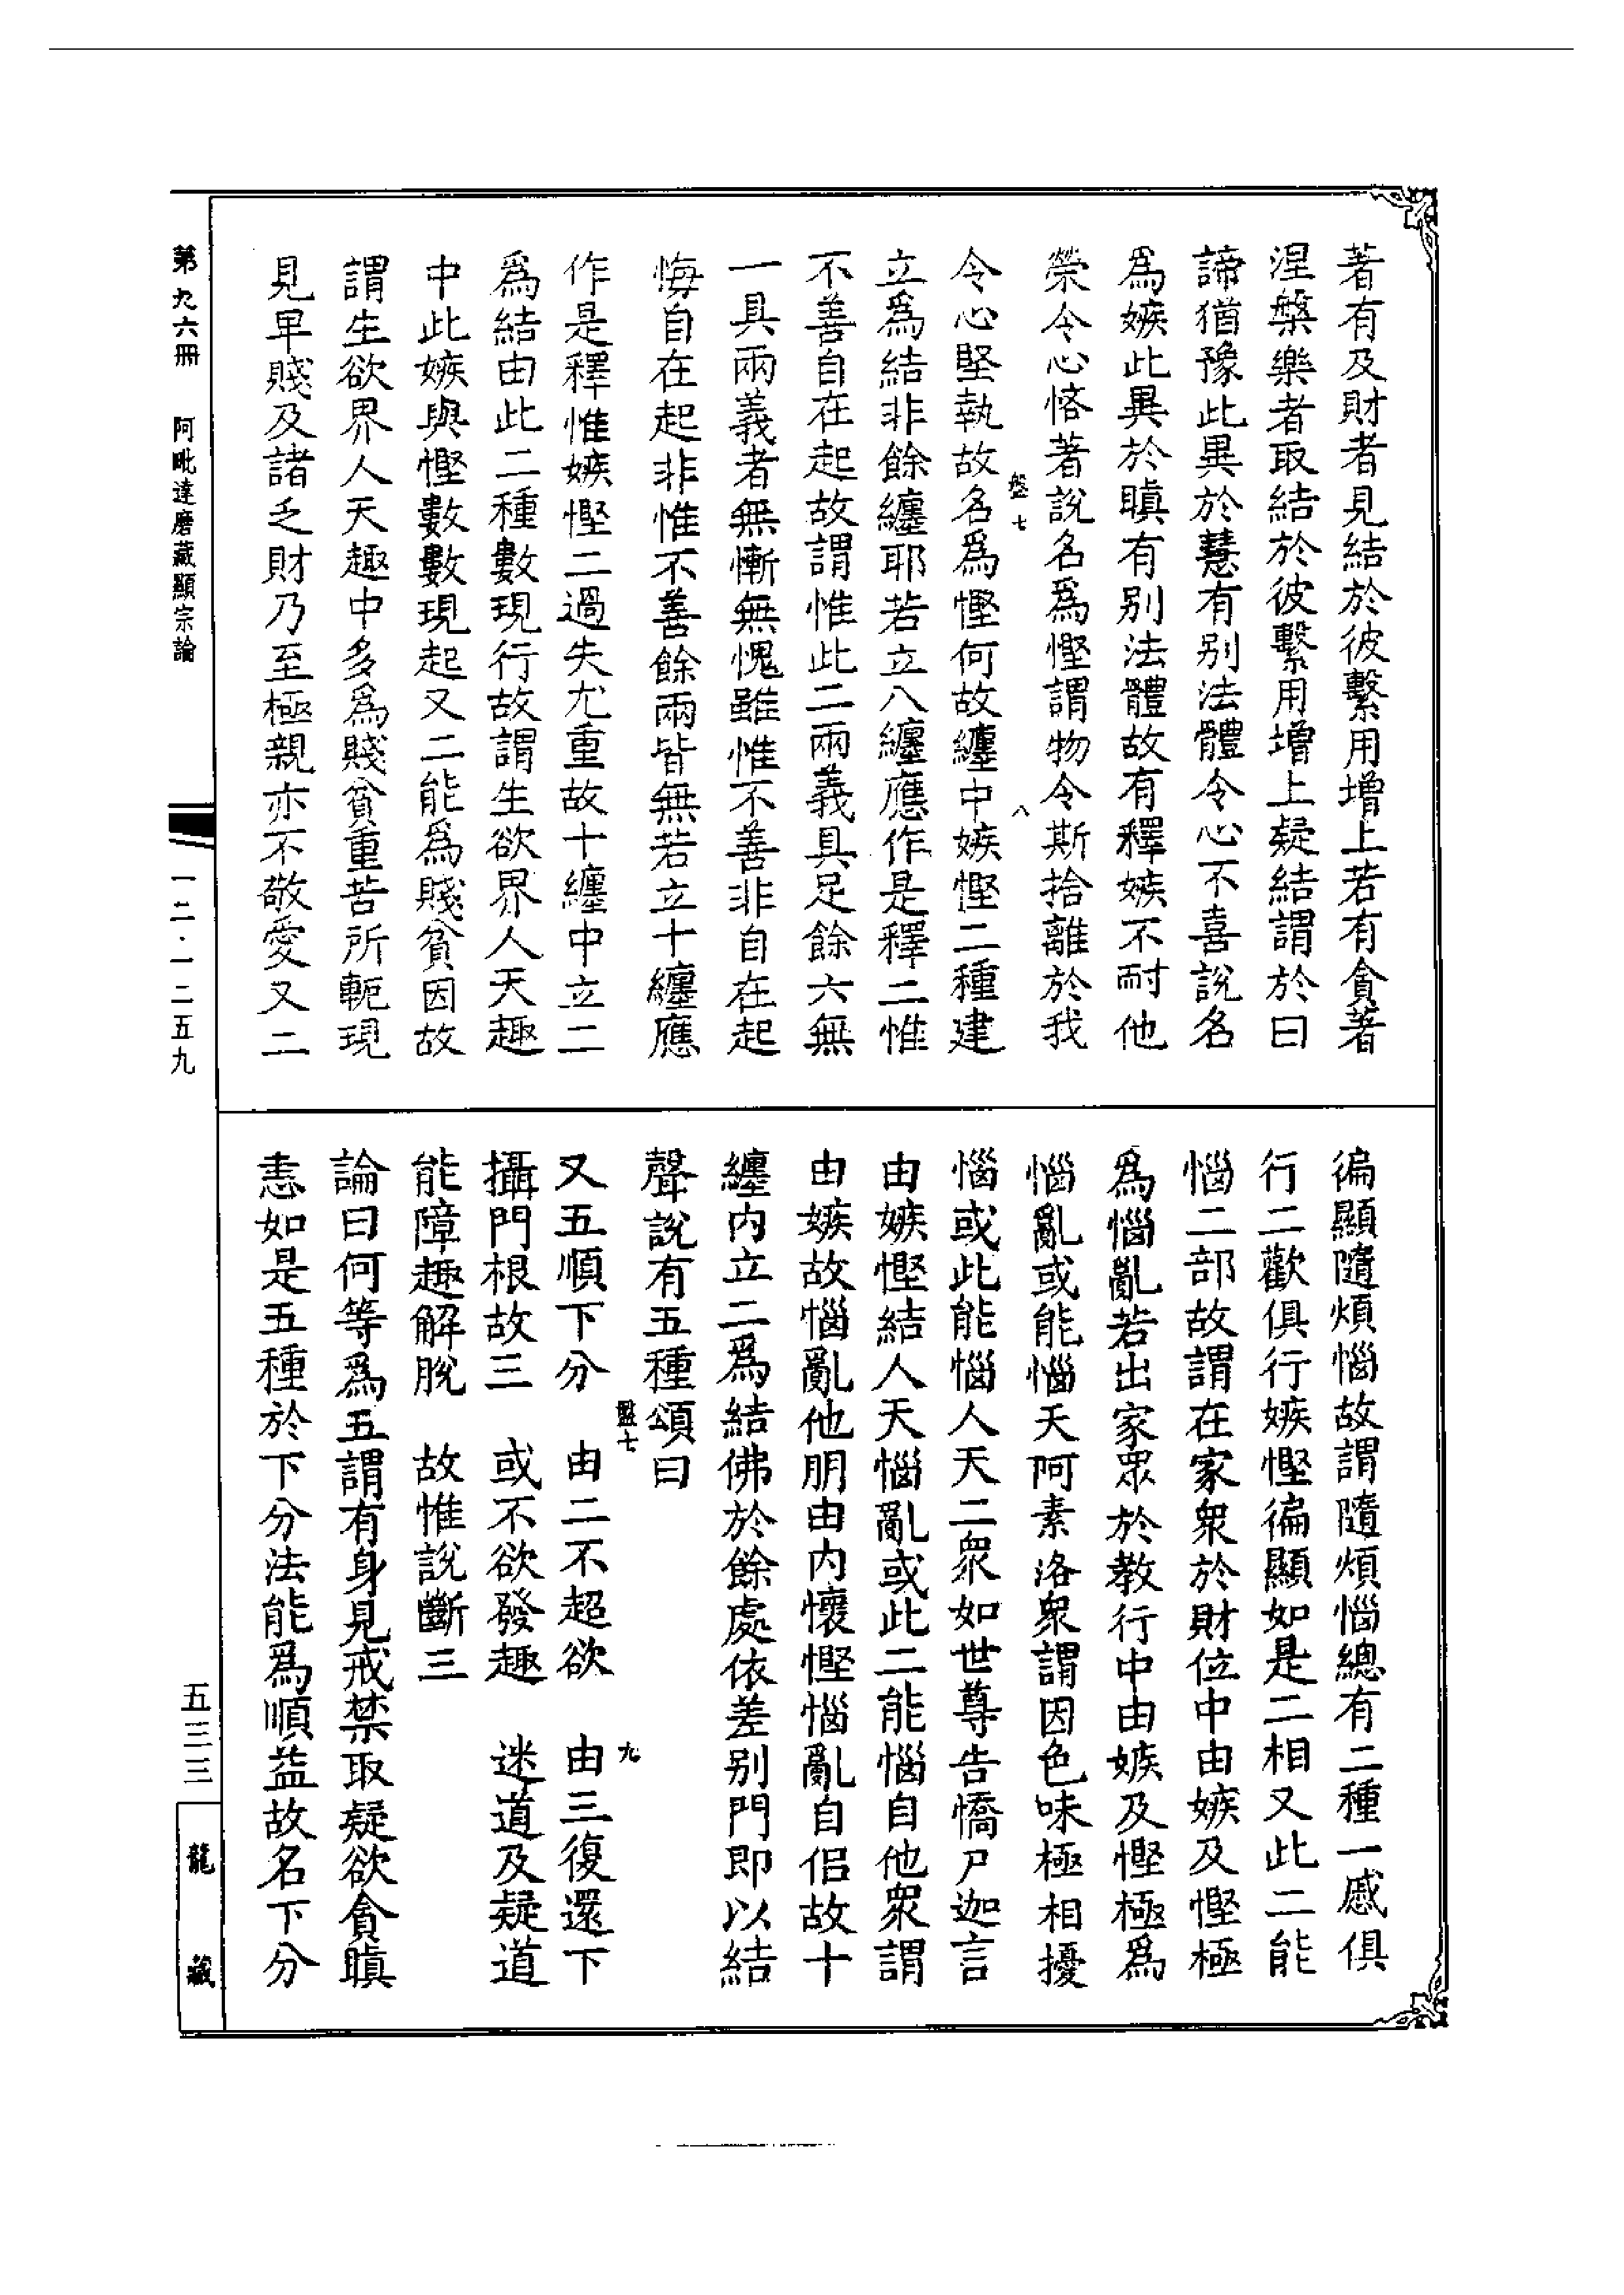 著有及財者見結於彼繫用增上若有貪著
涅槃樂者取結於彼繫用增上疑結謂於四
諦猶豫此異於慧有別法體令心不喜說名
為嫉此異於瞋有別法體故有釋嫉不耐他
榮令心悋著說名為慳謂物令斯捨離於我
盤七
八
令心堅執故名為慳何故纏中嫉慳二種建
立為結非餘纏耶若立八纏應作是釋二惟
不善自在起故謂惟此二兩義具足餘六無
一具兩義者無慚無愧雖惟不善非自在起
悔自在起非惟不善餘兩皆無若立十纏應
作是釋惟嫉慳二過失尤重故十纏中立二
為結由此二種數現行故謂生欲界人天趣
中此嫉與慳數數現起又二能為賤貧因故
謂生欲界人天趣中多為賤貧重苦所軛現
見卑賤及諸乏財乃至極親亦不敬愛又二
徧顯隨煩惱故謂隨煩惱總有二種一慼俱
行二歡俱行嫉慳徧顯如是二相又此二能
惱二部故謂在家衆於財位中由嫉及慳極
為惱亂若出家衆於教行中由嫉及慳極為
惱亂或能惱天阿素洛衆謂因色味極相擾
惱或此能惱人天二衆如世尊告憍尸迦言
由嫉慳結人天惱亂或此二能惱自他衆謂
由嫉故惱亂他朋由內懷慳惱亂自侶故十
纏內立二為結佛於餘處依差別門即以結
聲說有五種頌曰
盤七
九
又五順下分　由二不超欲　由三復還下
攝門根故三　或不欲發趣　迷道及疑道
能障趣解脫　故惟說斷三
論曰何等為五謂有身見戒禁取疑欲貪瞋
恚如是五種於下分法能為順益故名下分
第九六冊　阿毗達磨藏顯宗論
一二·一二五九
五三三
龍藏